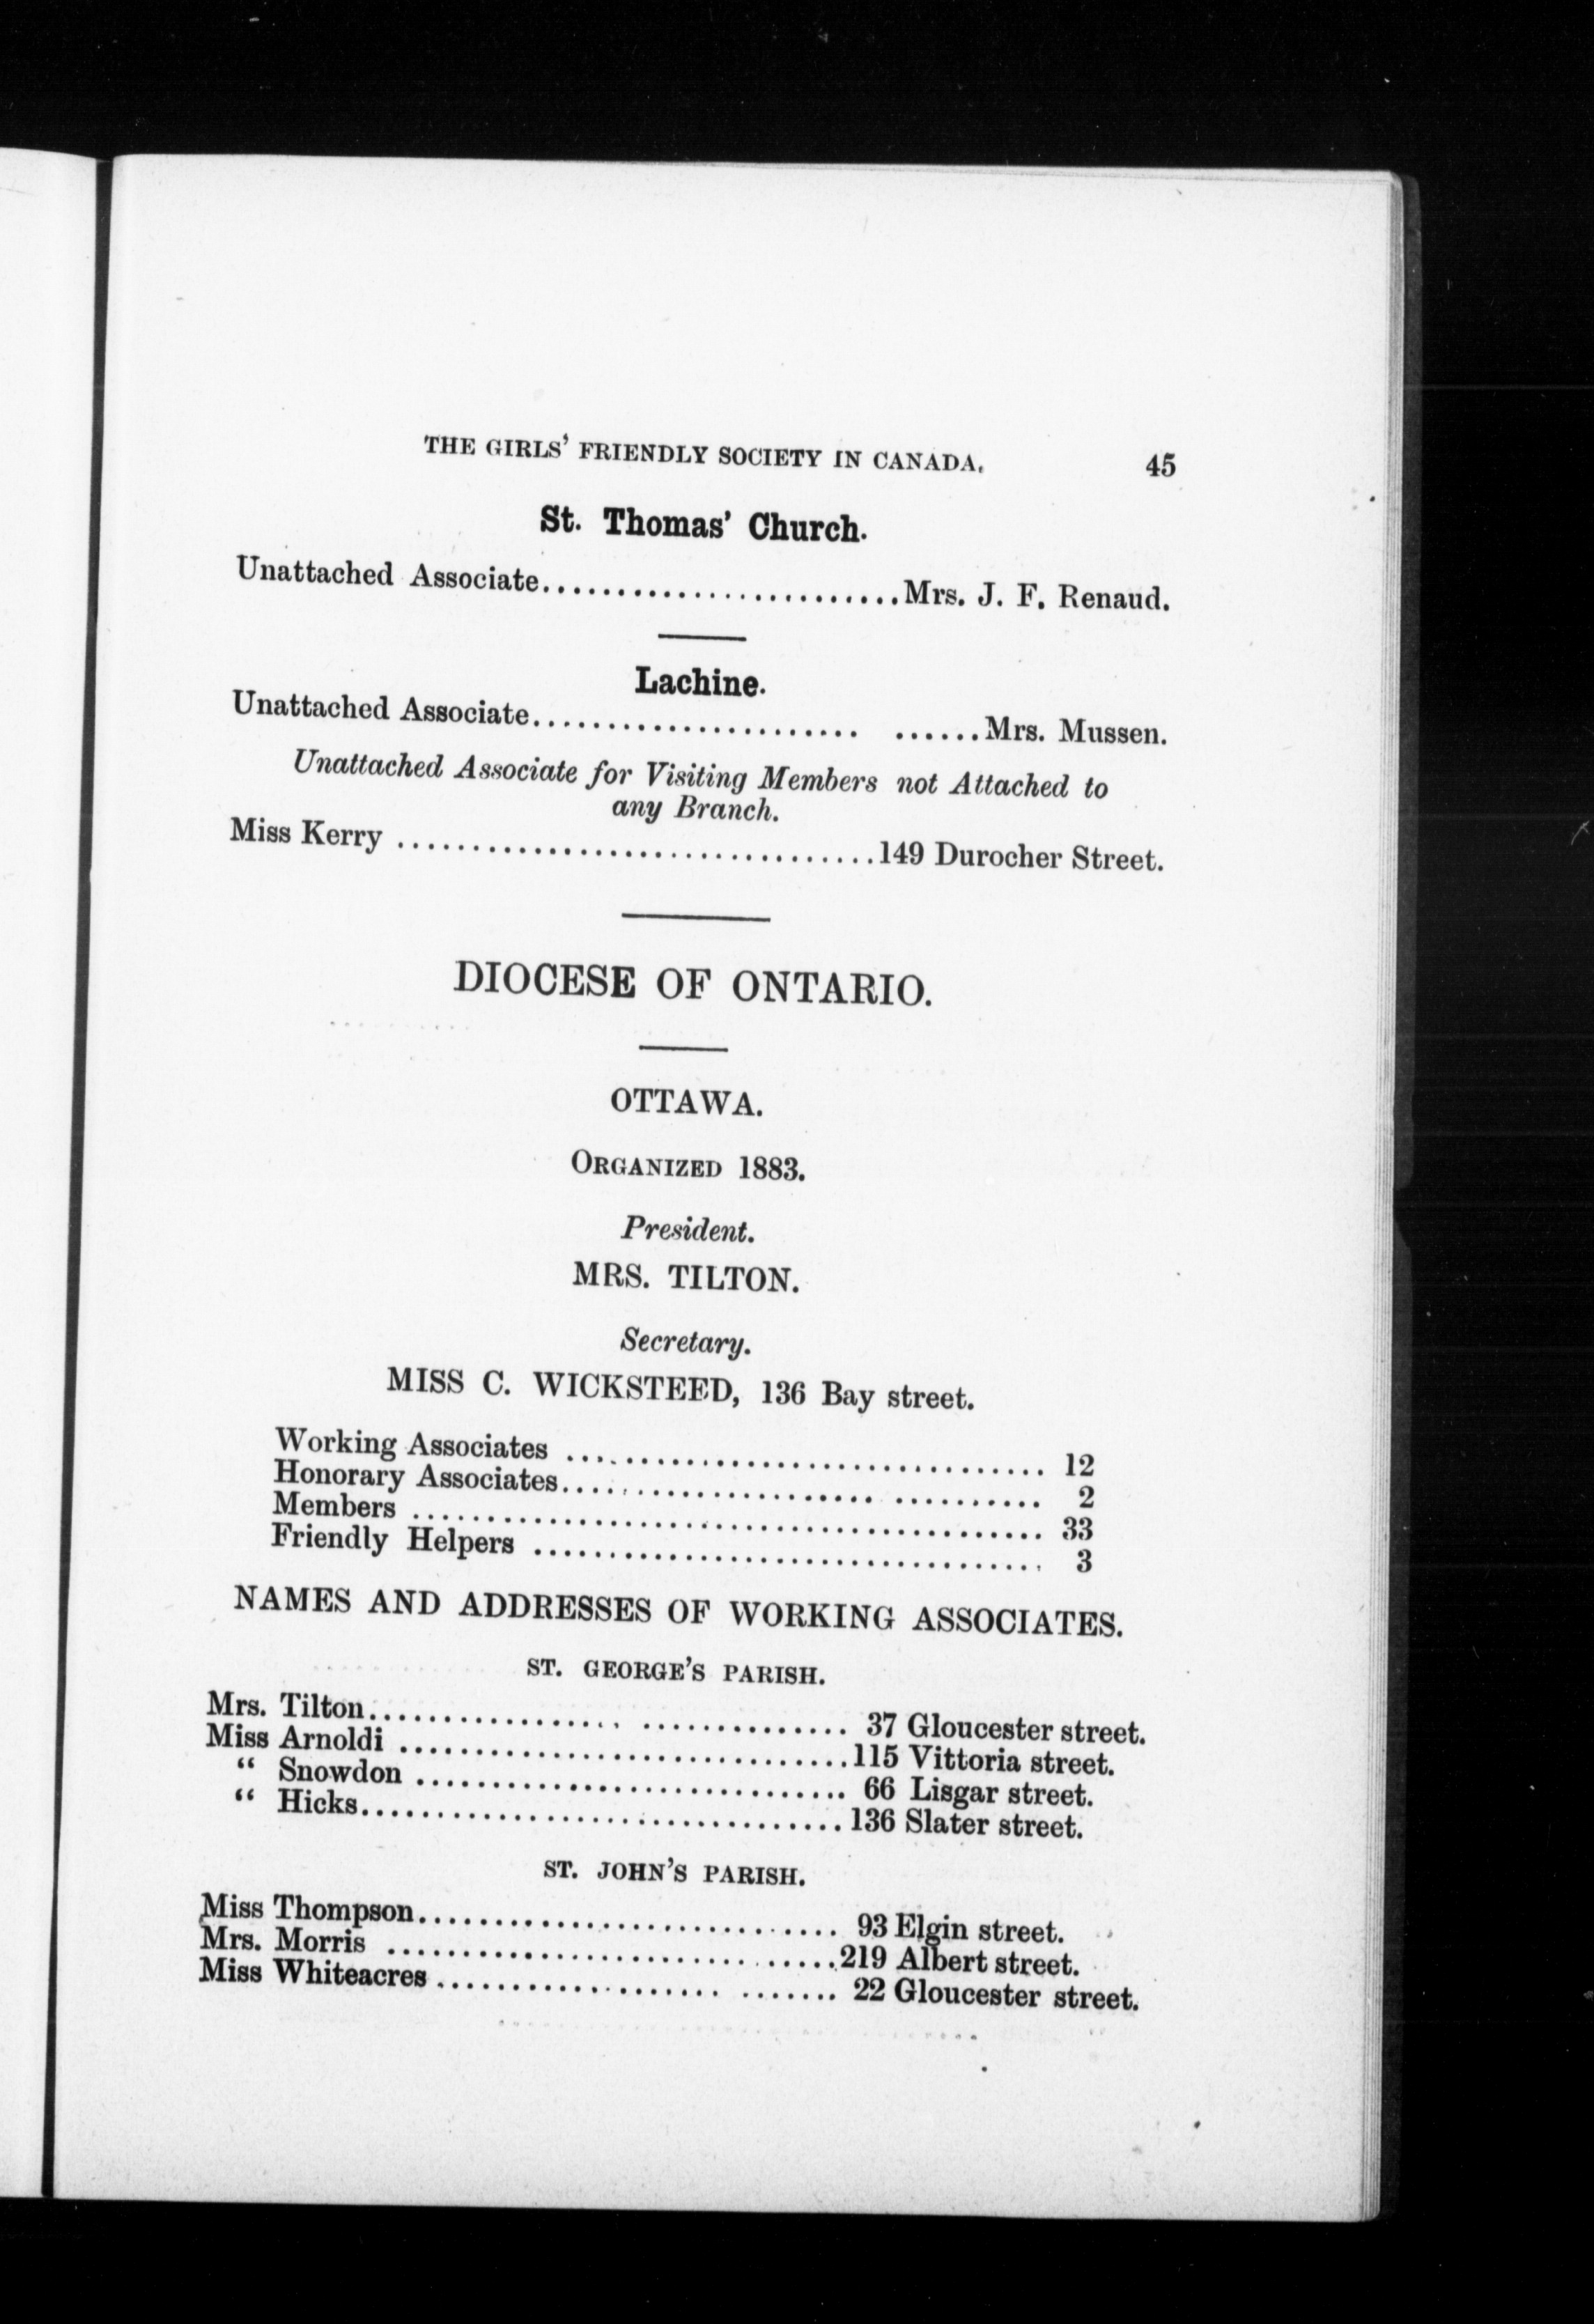 THE GIRLS' FRIENDLY SOCIETY IN CANADA. 45
St. Thomas' Church.
Unattached Associate........................Mrs. J. F. Renaud.
Lachine.
Unattached Associate...................... ......Mrs. Mussen.
Unattached Associate for Visiting Members not Attached to
any Branch.
Miss Kerry ................................149 Durocher Street.
DIOCESE OF ONTARIO.
OTTAWA.
ORGANIZED 1883.
President.
MRS. TILTON.
Secretary.
MISS C. WICKSTEED, 136 Bay street.
Working Associates ................................ 12
Honorary Associates..................... .......... 2
Members .......................................... 33
Friendly Helpers .................................. 3
NAMES AND ADDRESSES OF WORKING ASSOCIATES.
ST. GEORGE'S PARISH.
Mrs. Tilton................. .............. 37 Gloucester street.
Miss Arnoldi ..............................115 Vittoria street.
" Snowdon ............................. 66 Lisgar street.
" Hicks................................136 Slater street.
ST. JOHN'S PARISH.
Miss Thompson............................ 93 Elgin street.
Mrs. Morris ..............................219 Albert street.
Miss Whiteacres ................... ....... 22 Gloucester street.